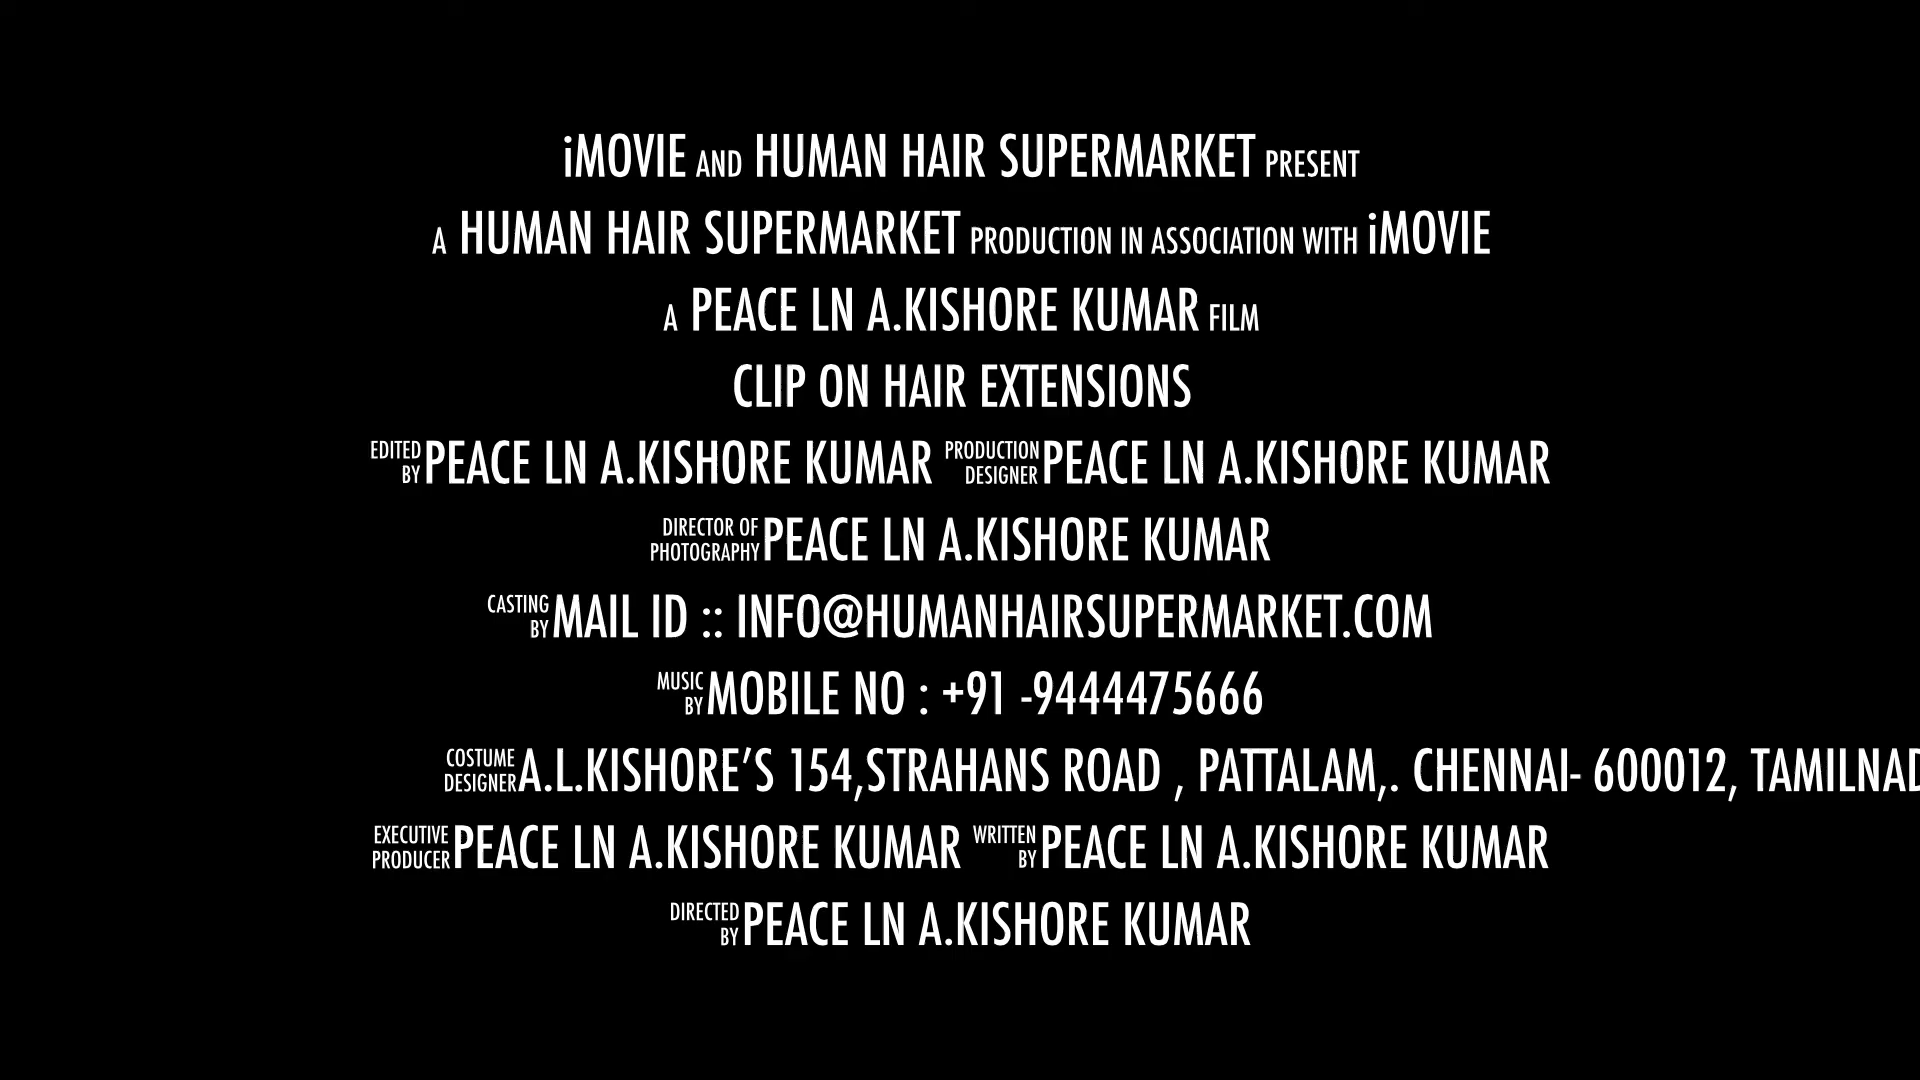 iMOVIE AND HUMAN HAIR SUPERMARKET PRESENT
A HUMAN HAIR SUPERMARKET PRODUCTION IN ASSOCIATION WITH iMOVIE
A PEACE LN A.KISHORE KUMAR FILM
CLIP ON HAIR EXTENSIONS
EDITED BY PEACE LN A.KISHORE KUMAR PRODUCTION DESIGNER PEACE LN A.KISHORE KUMAR
DIRECTOR OF PHOTOGRAPHY PEACE LN A.KISHORE KUMAR
CASTING BY MAIL ID :: INFO@HUMANHAIRSUPERMARKET.COM
MUSIC BY MOBILE NO : +91 -9444475666
COSTUME DESIGNER A.L.KISHORE’S 154,STRAHANS ROAD , PATTALAM,. CHENNAI- 600012, TAMILNAD
EXECUTIVE PRODUCER PEACE LN A.KISHORE KUMAR WRITTEN BY PEACE LN A.KISHORE KUMAR
DIRECTED BY PEACE LN A.KISHORE KUMAR